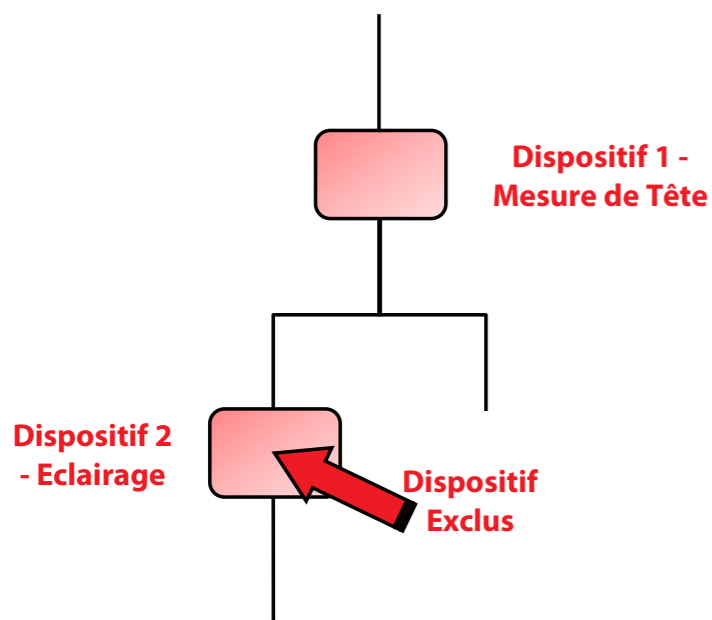 Dispositif 1 -
Mesure de Tête
Dispositif 2
- Eclairage
Dispositif
Exclus